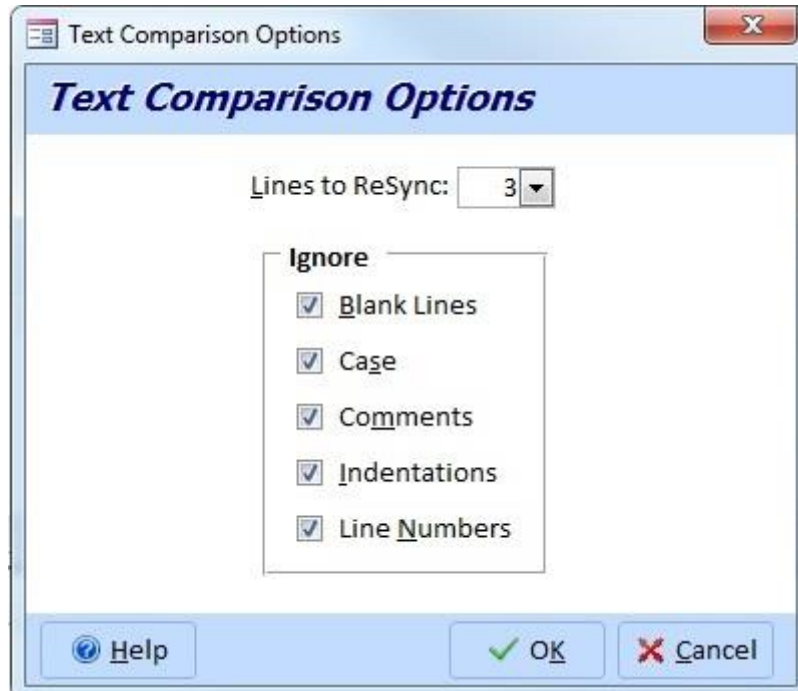 Text Comparison Options
Text Comparison Options
Lines to ReSync: 3
Ignore
Blank Lines
Case
Comments
Indentations
Line Numbers
Help OK Cancel